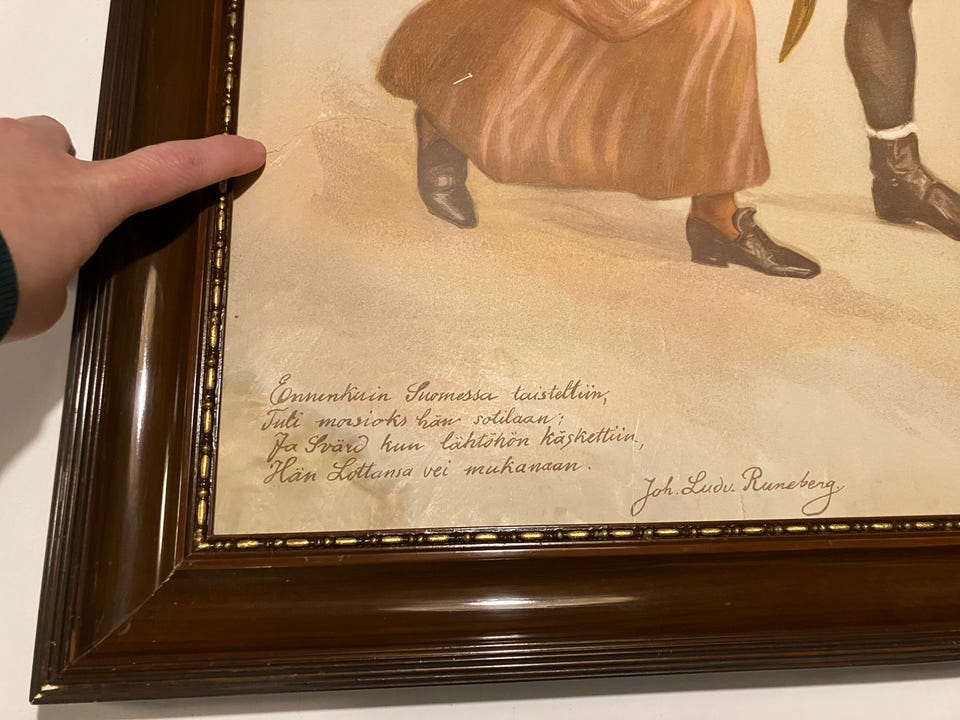 Ennenkuin Suomessa taisteltiin,
Tuli morsioks hän sotilaan;
Ja Svärd kun lähtöhön käskettiin,
Hän Lottansa vei mukanaan.
Joh. Ludv. Runeberg.